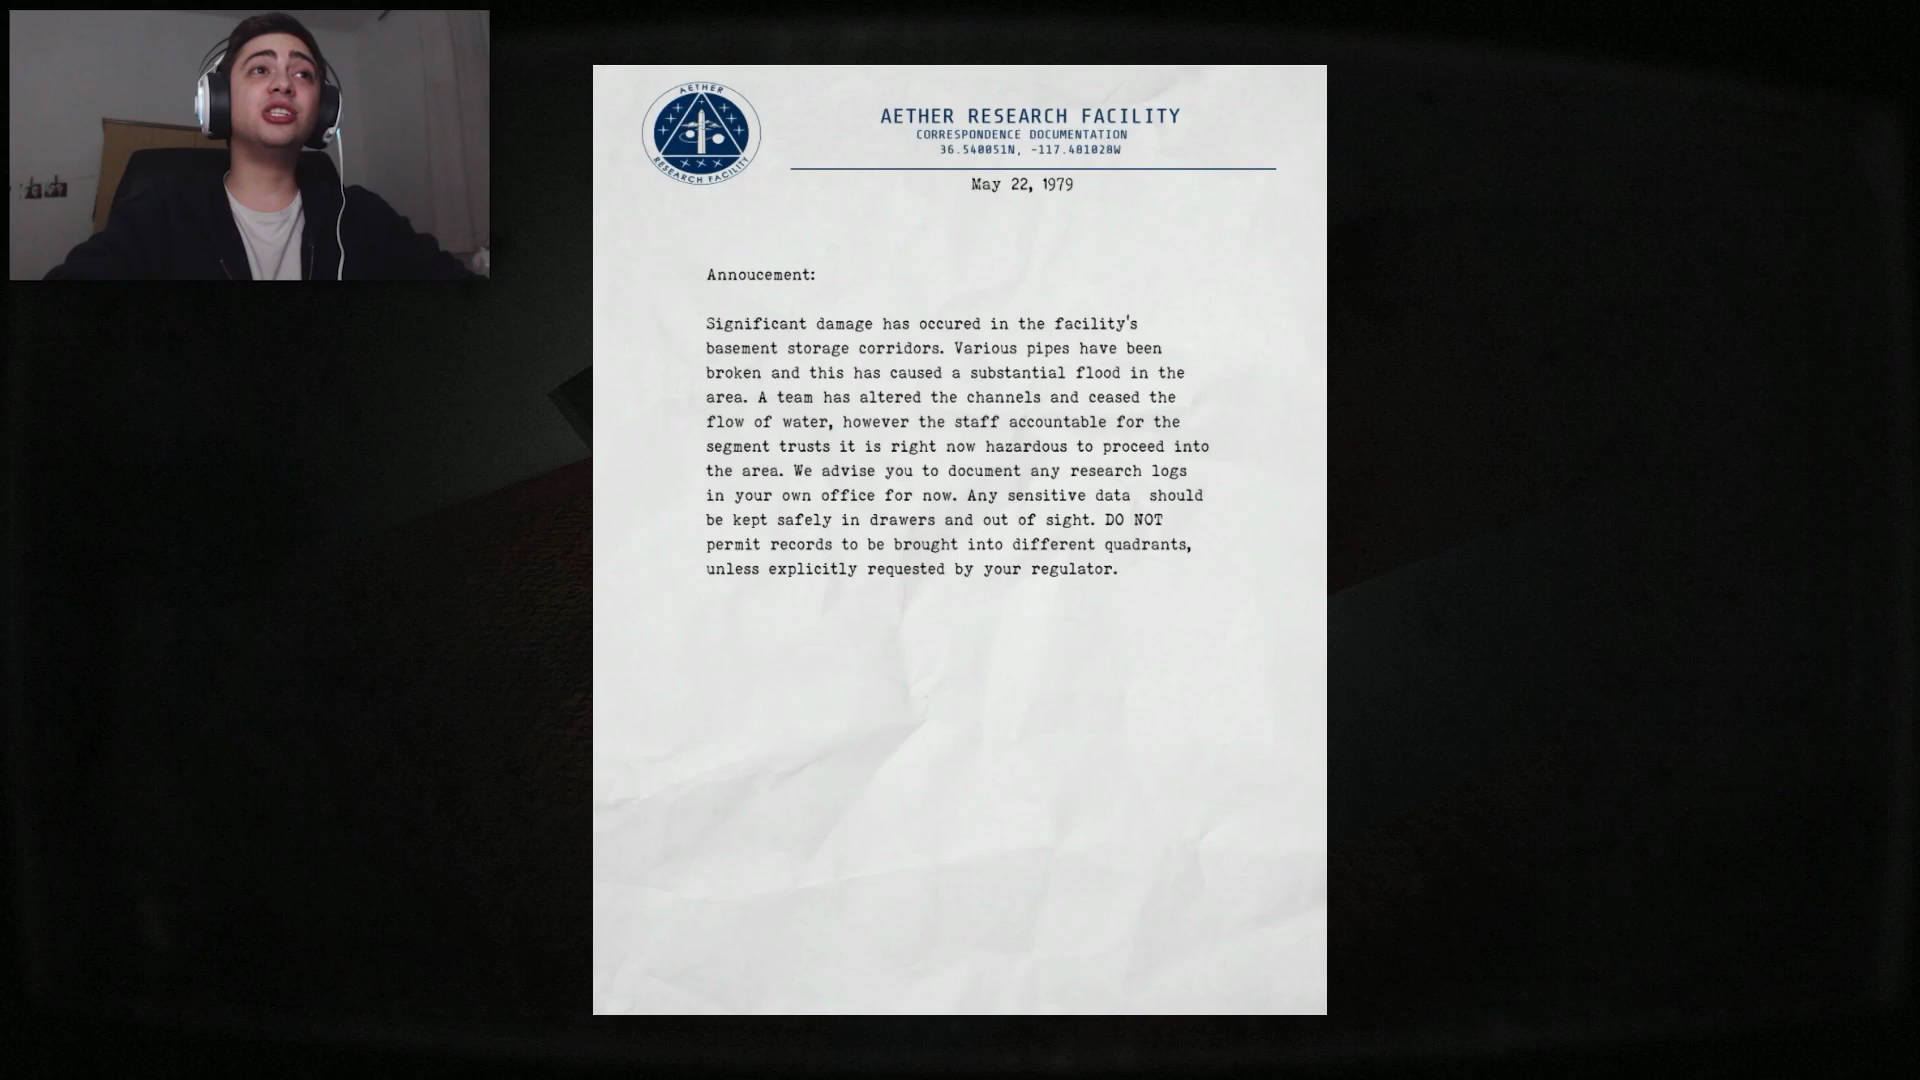 AETHER
RESEARCH FACILITY
AETHER RESEARCH FACILITY
CORRESPONDENCE DOCUMENTATION
36.540051N, -117.481028W
May 22, 1979
Annoucement:
Significant damage has occured in the facility's
basement storage corridors. Various pipes have been
broken and this has caused a substantial flood in the
area. A team has altered the channels and ceased the
flow of water, however the staff accountable for the
segment trusts it is right now hazardous to proceed into
the area. We advise you to document any research logs
in your own office for now. Any sensitive data  should
be kept safely in drawers and out of sight. DO NOT
permit records to be brought into different quadrants,
unless explicitly requested by your regulator.